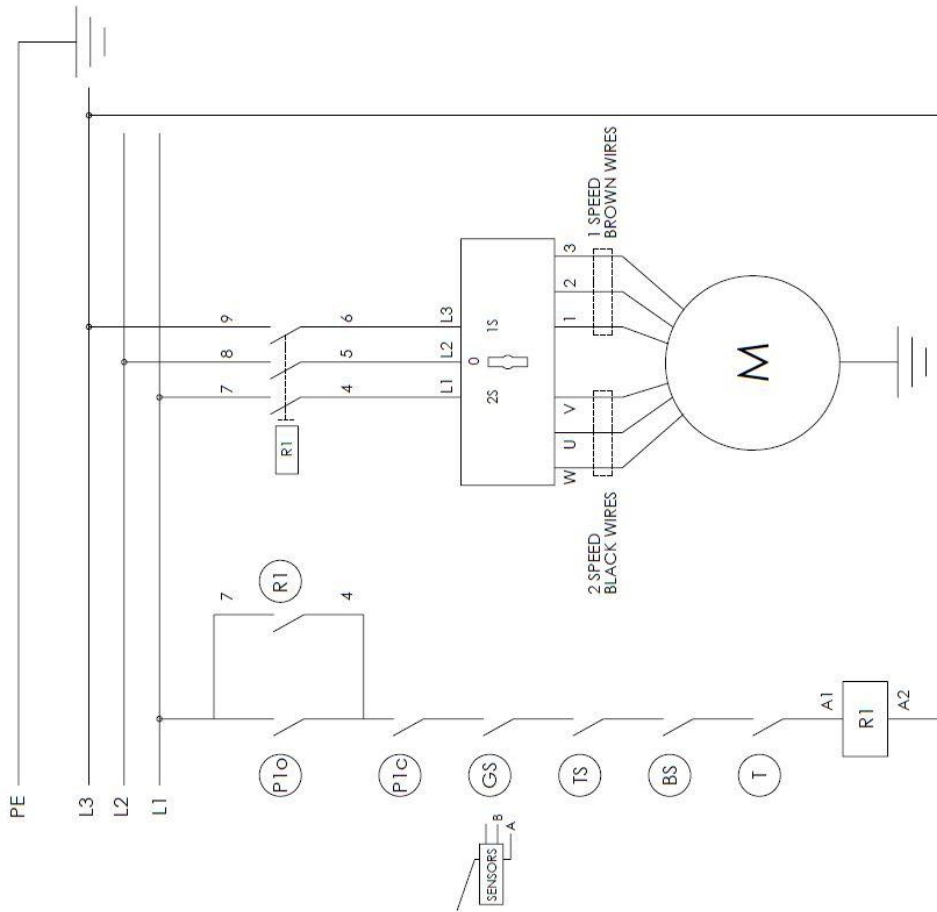 PE
L3
L2
L1
7
8
9
R1
4
5
6
L1
L2
L3
2S
0
1S
W
U
V
1
2
3
2 SPEED
BLACK WIRES
1 SPEED
BROWN WIRES
M
P1o
R1
7
4
P1c
GS
TS
BS
T
A1
R1
A2
SENSORS
B
A